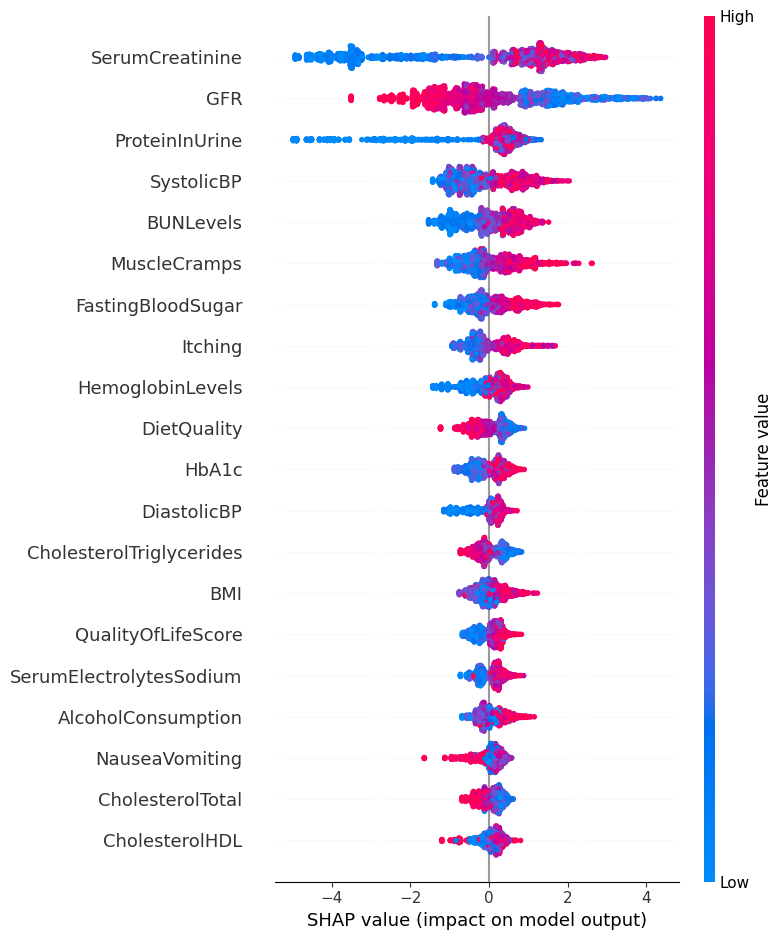 High
SerumCreatinine
GFR
ProteinInUrine
SystolicBP
BUNLevels
MuscleCramps
FastingBloodSugar
Itching
HemoglobinLevels
DietQuality
HbA1c
DiastolicBP
CholesterolTriglycerides
BMI
QualityOfLifeScore
SerumElectrolytesSodium
AlcoholConsumption
NauseaVomiting
CholesterolTotal
CholesterolHDL
Feature value
Low
−4 −2 0 2 4
SHAP value (impact on model output)